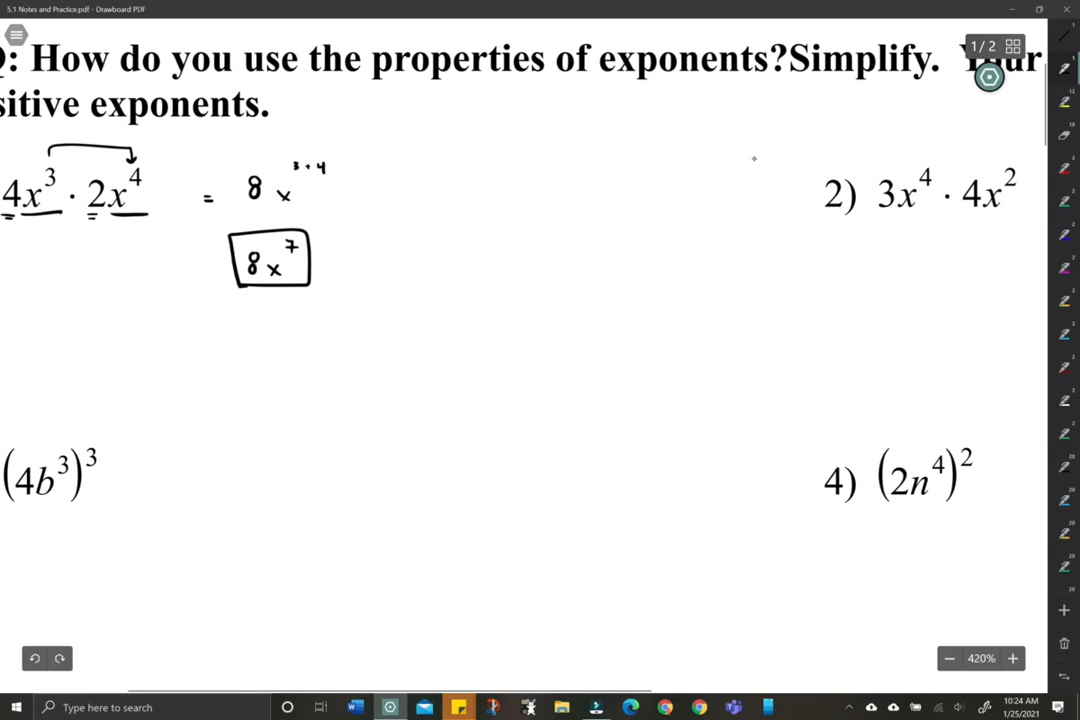 5.1 Notes and Practice.pdf - Drawboard PDF
1 / 2
Q: How do you use the properties of exponents?Simplify. Your
sitive exponents.
4x³ · 2x⁴ = 8x³⁺⁴
8x⁷
2) 3x⁴ · 4x²
(4b³)³
4) (2n⁴)²
420%
Type here to search
10:24 AM
1/25/2021